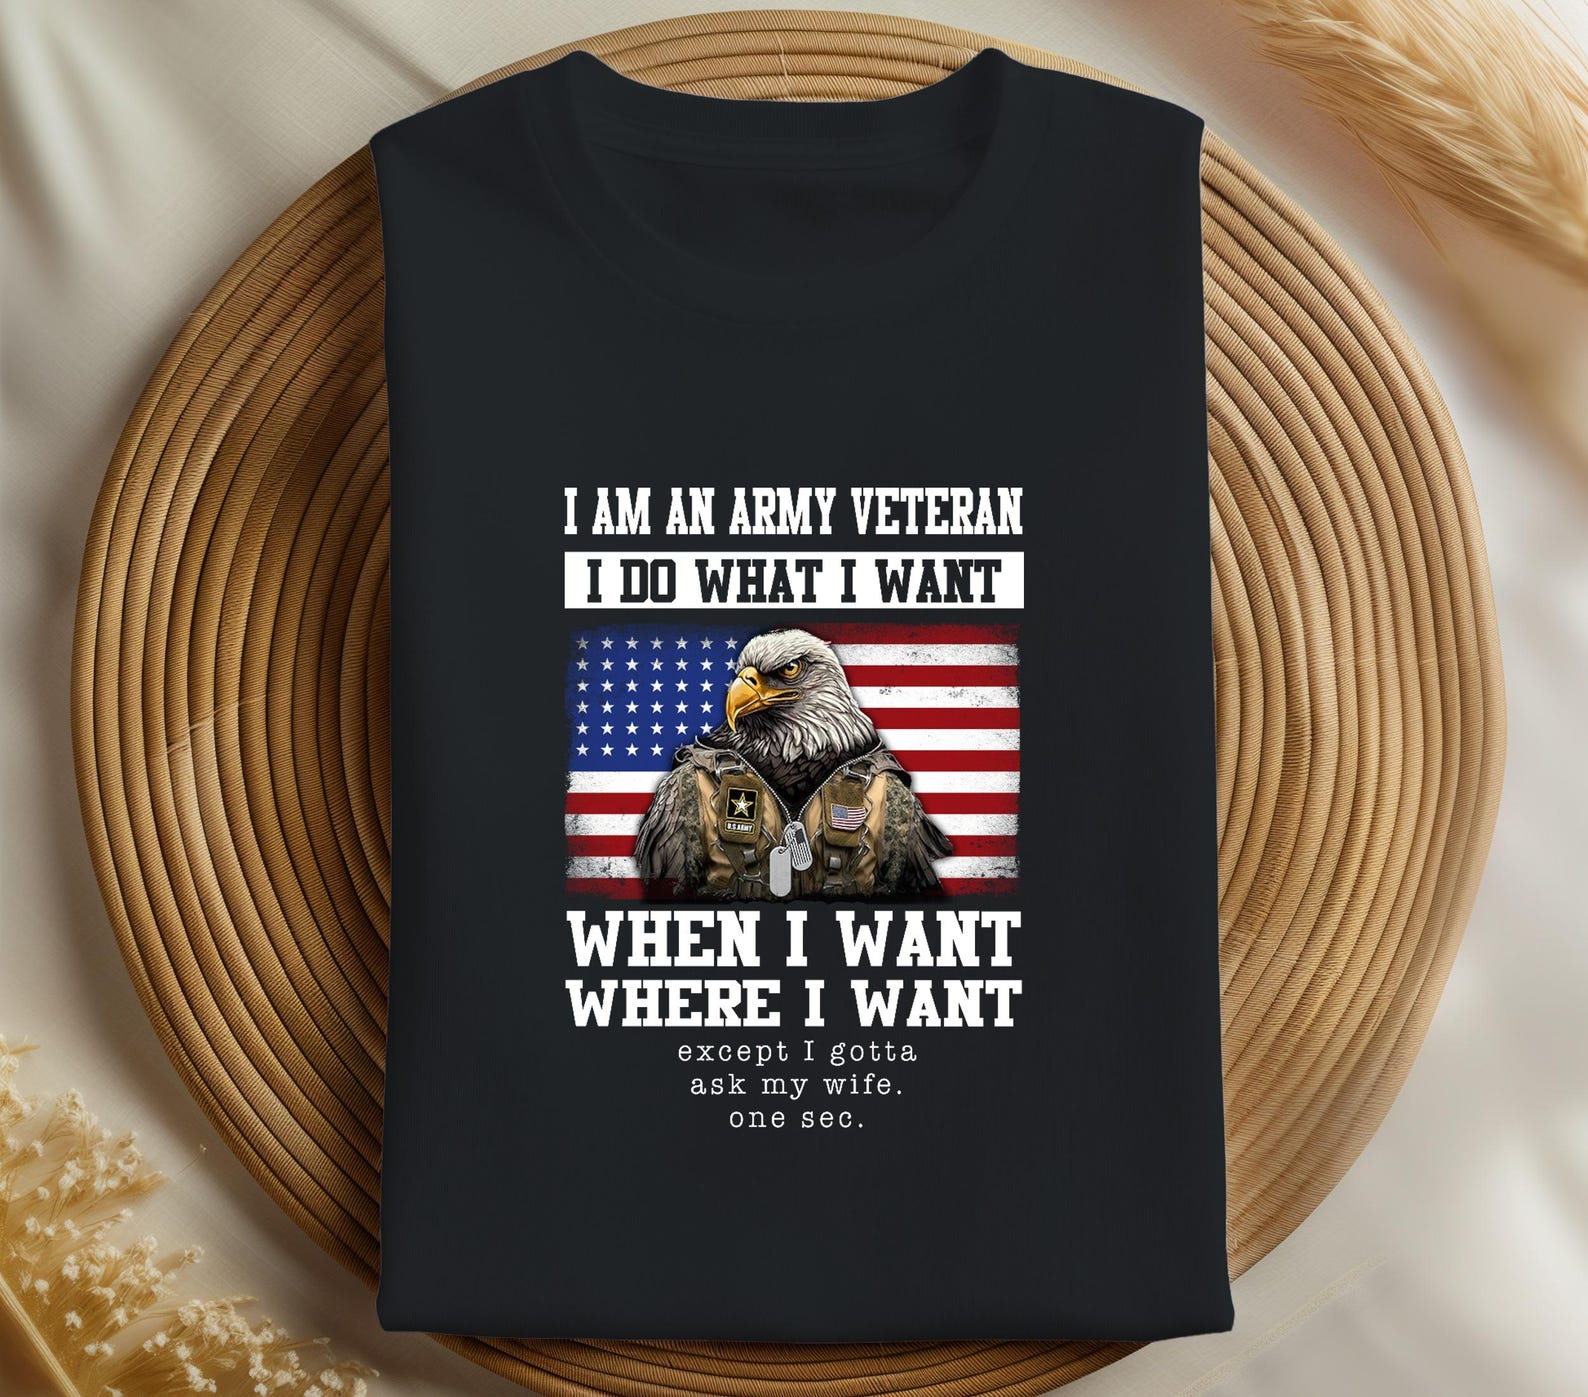 I AM AN ARMY VETERAN
I DO WHAT I WANT
U.S.ARMY
WHEN I WANT
WHERE I WANT
except I gotta
ask my wife.
one sec.